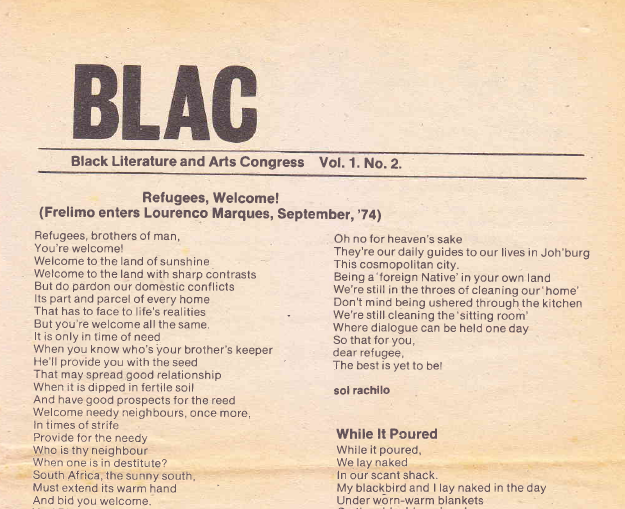 BLAC
Black Literature and Arts Congress Vol. 1. No. 2.
Refugees, Welcome!
(Frelimo enters Lourenco Marques, September, '74)
Refugees, brothers of man,
You're welcome!
Welcome to the land of sunshine
Welcome to the land with sharp contrasts
But do pardon our domestic conflicts
Its part and parcel of every home
That has to face to life's realities
But you're welcome all the same.
It is only in time of need
When you know who's your brother's keeper
He'll provide you with the seed
That may spread good relationship
When it is dipped in fertile soil
And have good prospects for the reed
Welcome needy neighbours, once more,
In times of strife
Provide for the needy
Who is thy neighbour
When one is in destitute?
South Africa, the sunny south,
Must extend its warm hand
And bid you welcome.
Oh no for heaven's sake
They're our daily guides to our lives in Joh'burg
This cosmopolitan city.
Being a 'foreign Native' in your own land
We're still in the throes of cleaning our 'home'
Don't mind being ushered through the kitchen
We're still cleaning the 'sitting room'
Where dialogue can be held one day
So that for you,
dear refugee,
The best is yet to be!
sol rachilo
While It Poured
While it poured,
We lay naked
In our scant shack.
My blackbird and I lay naked in the day
Under worn-warm blankets